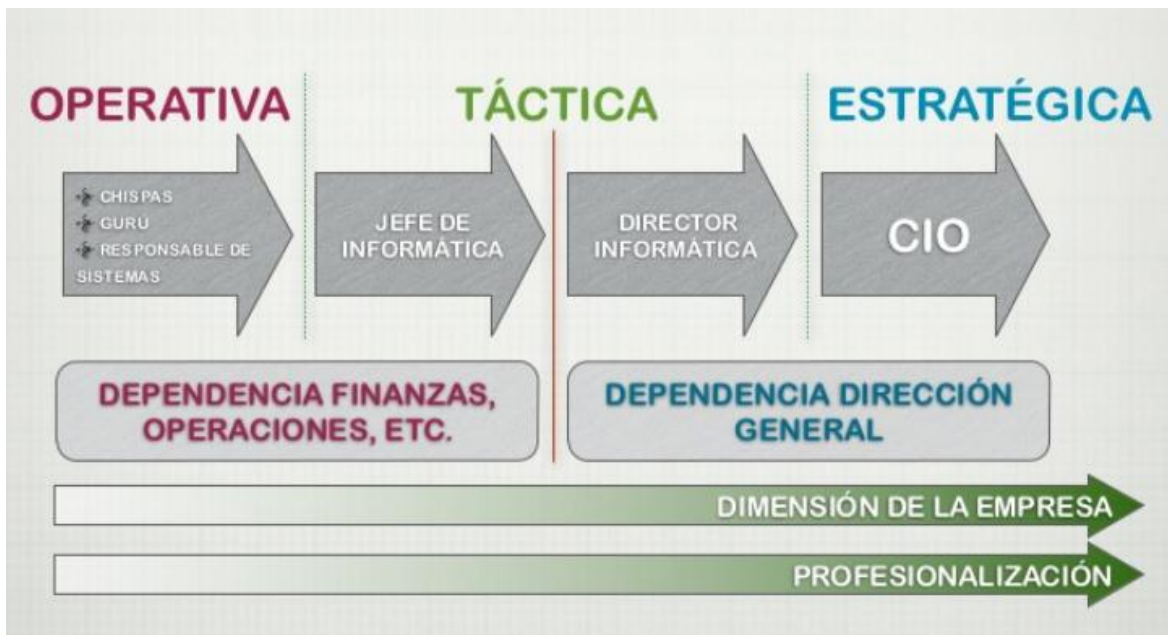 OPERATIVA
TÁCTICA
ESTRATÉGICA
CHISPAS
GURÚ
RESPONSABLE DE
SISTEMAS
JEFE DE
INFORMÁTICA
DIRECTOR
INFORMÁTICA
CIO
DEPENDENCIA FINANZAS,
OPERACIONES, ETC.
DEPENDENCIA DIRECCIÓN
GENERAL
DIMENSIÓN DE LA EMPRESA
PROFESIONALIZACIÓN